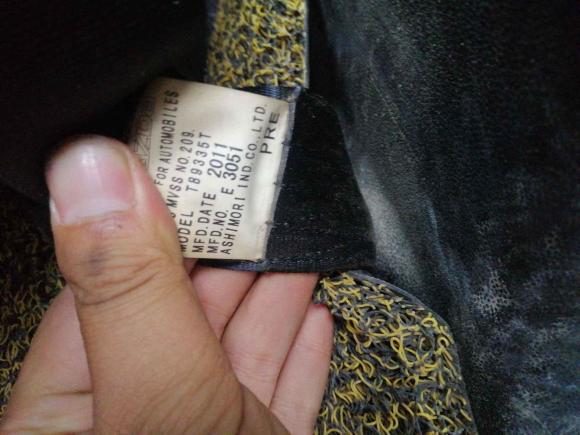 FOR AUTOMOBILES
MVSS NO.209.
MODEL T89335T
MFD.DATE 2011
MFD.NO. E 3051
ASHIMORI IND.CO.,LTD.
PRE